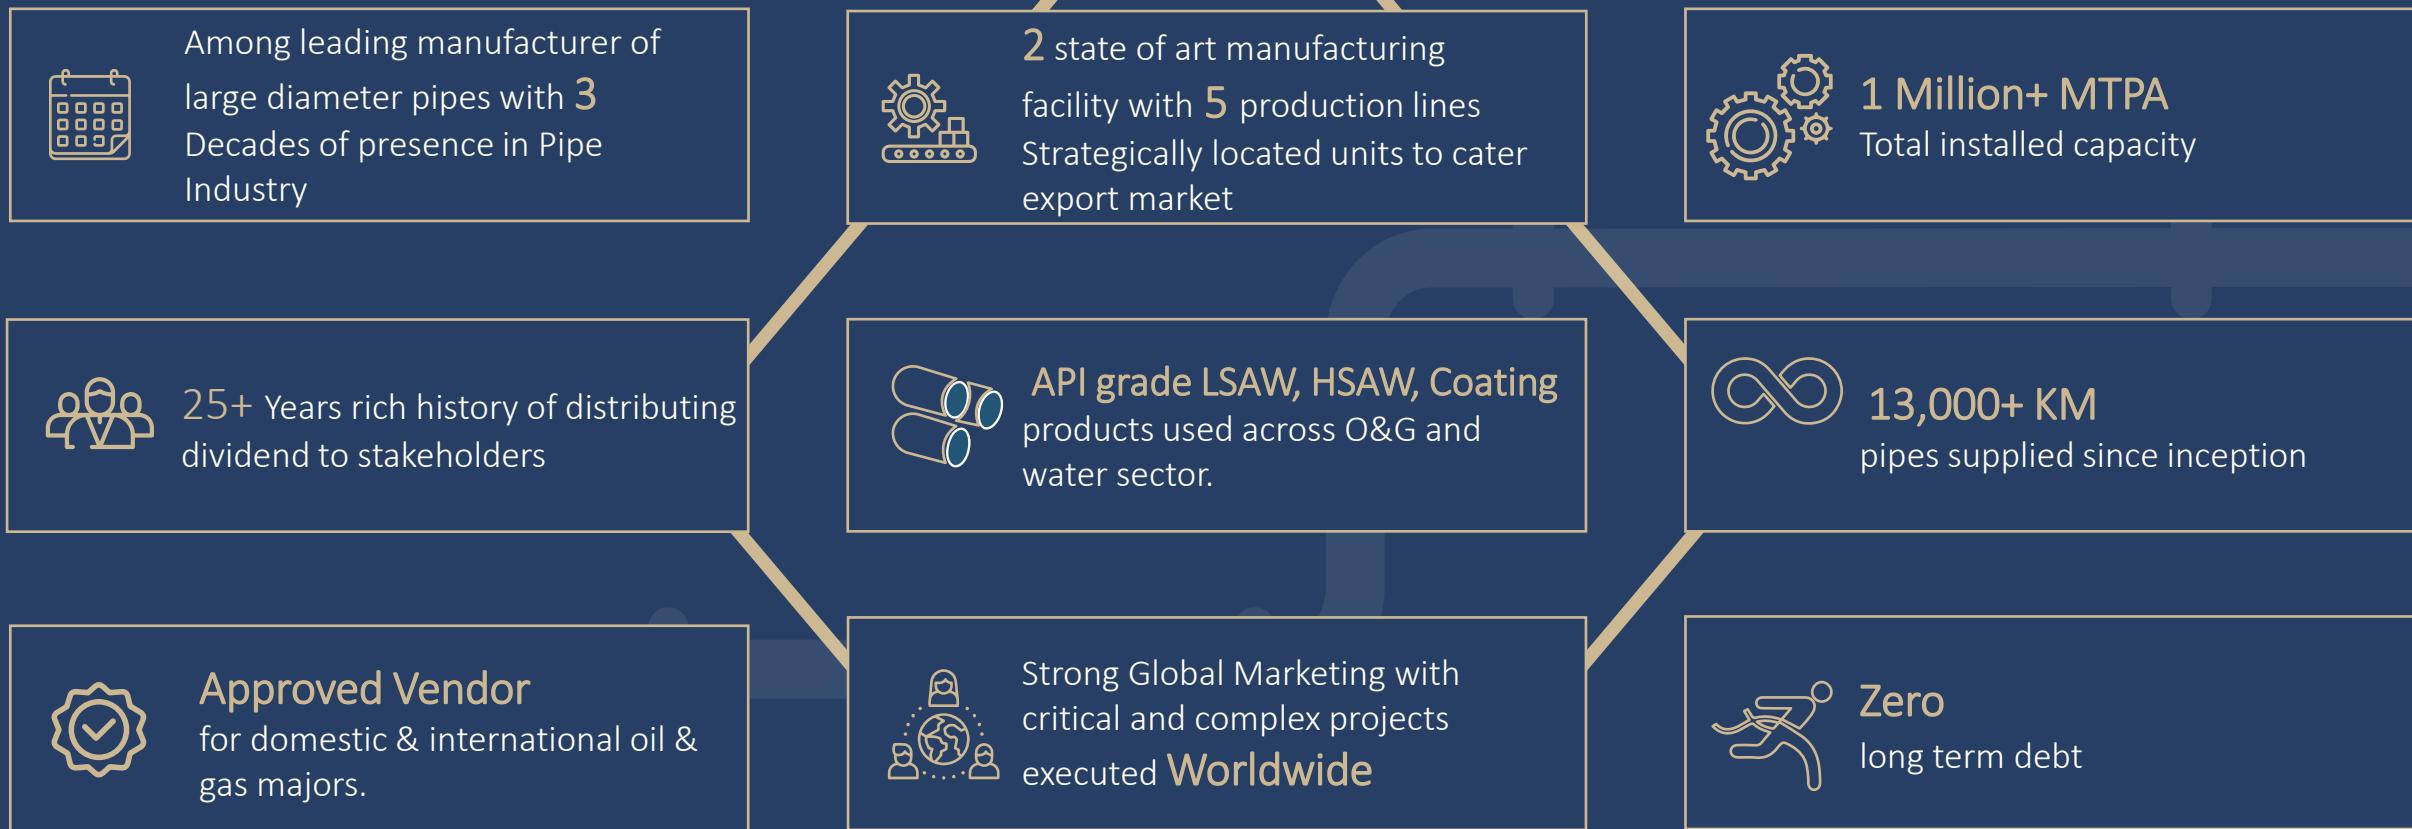 Among leading manufacturer of
large diameter pipes with 3
Decades of presence in Pipe
Industry
2 state of art manufacturing
facility with 5 production lines
Strategically located units to cater
export market
1 Million+ MTPA
Total installed capacity
25+ Years rich history of distributing
dividend to stakeholders
API grade LSAW, HSAW, Coating
products used across O&G and
water sector.
13,000+ KM
pipes supplied since inception
Approved Vendor
for domestic & international oil &
gas majors.
Strong Global Marketing with
critical and complex projects
executed Worldwide
Zero
long term debt